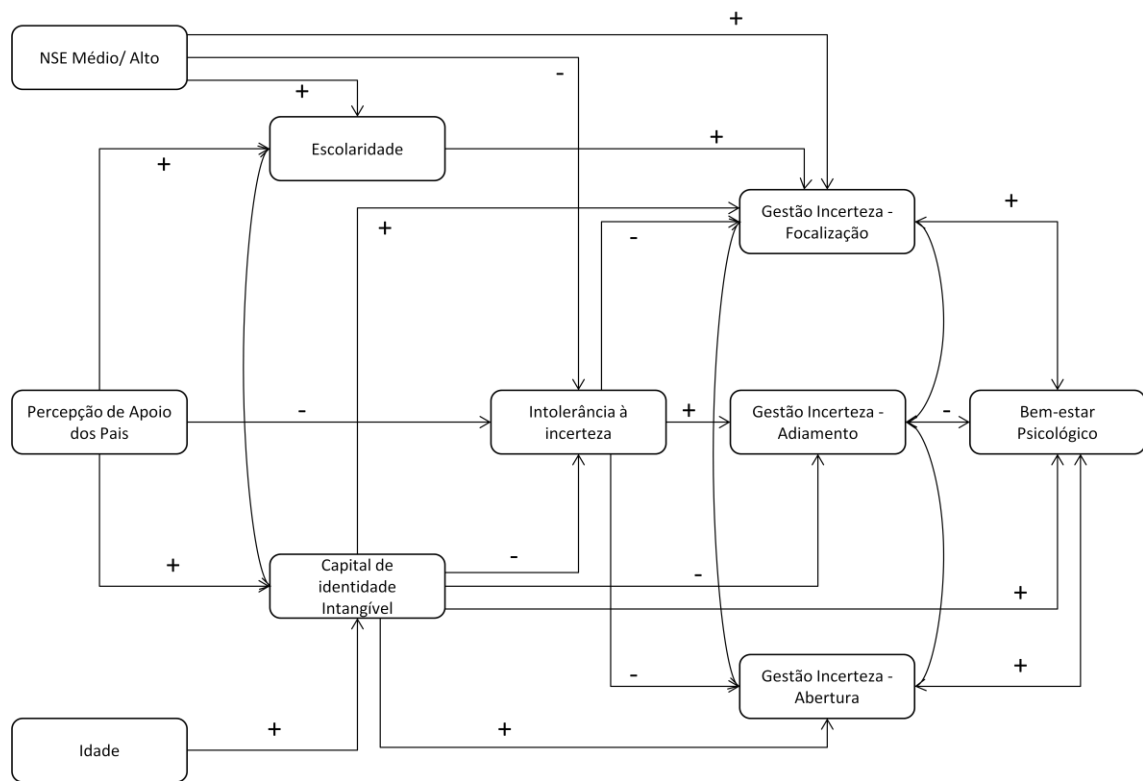 +
NSE Médio/ Alto
-
+
Escolaridade
+
+
Gestão Incerteza -
Focalização
+
+
-
Percepção de Apoio
dos Pais
-
Intolerância à
incerteza
+
Gestão Incerteza -
Adiamento
-
Bem-estar
Psicológico
+
Capital de
identidade
Intangível
-
-
+
-
Gestão Incerteza -
Abertura
+
Idade
+
+